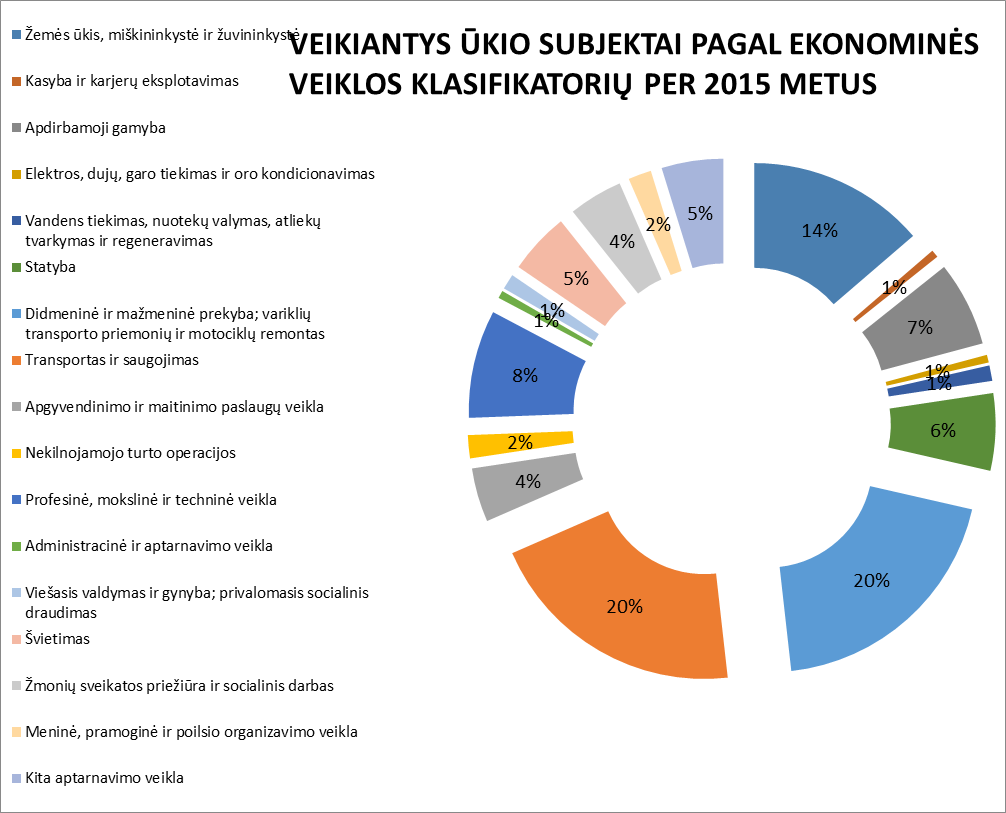 VEIKIANTYS ŪKIO SUBJEKTAI PAGAL EKONOMINĖS
VEIKLOS KLASIFIKATORIŲ PER 2015 METUS
Žemės ūkis, miškininkystė ir žuvininkystė
Kasyba ir karjerų eksplotavimas
Apdirbamoji gamyba
Elektros, dujų, garo tiekimas ir oro kondicionavimas
Vandens tiekimas, nuotekų valymas, atliekų
tvarkymas ir regeneravimas
Statyba
Didmeninė ir mažmeninė prekyba; variklių
transporto priemonių ir motociklų remontas
Transportas ir saugojimas
Apgyvendinimo ir maitinimo paslaugų veikla
Nekilnojamojo turto operacijos
Profesinė, mokslinė ir techninė veikla
Administracinė ir aptarnavimo veikla
Viešasis valdymas ir gynyba; privalomasis socialinis
draudimas
Švietimas
Žmonių sveikatos priežiūra ir socialinis darbas
Meninė, pramoginė ir poilsio organizavimo veikla
Kita aptarnavimo veikla
14%
1%
7%
1%
1%
6%
20%
20%
4%
2%
8%
1%
1%
5%
4%
2%
5%